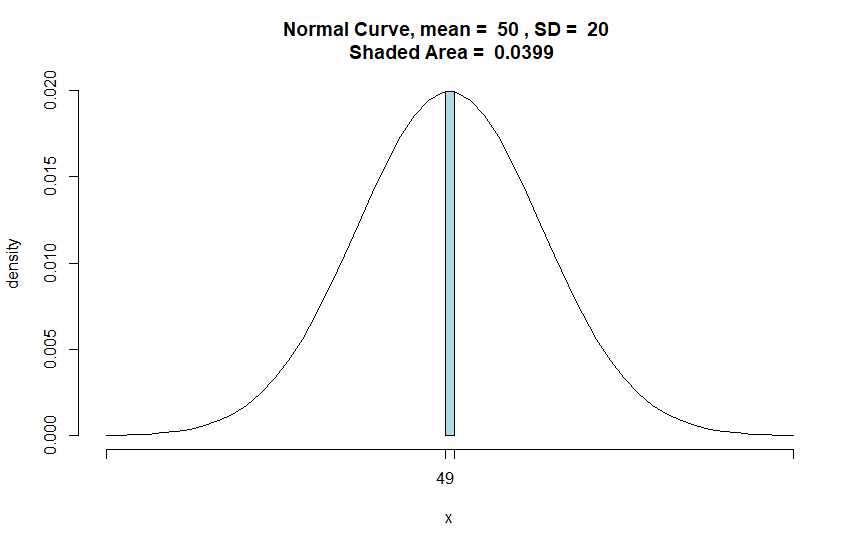 Normal Curve, mean =  50 , SD =  20
Shaded Area =  0.0399
0.020
0.015
0.010
0.005
0.000
density
49
x